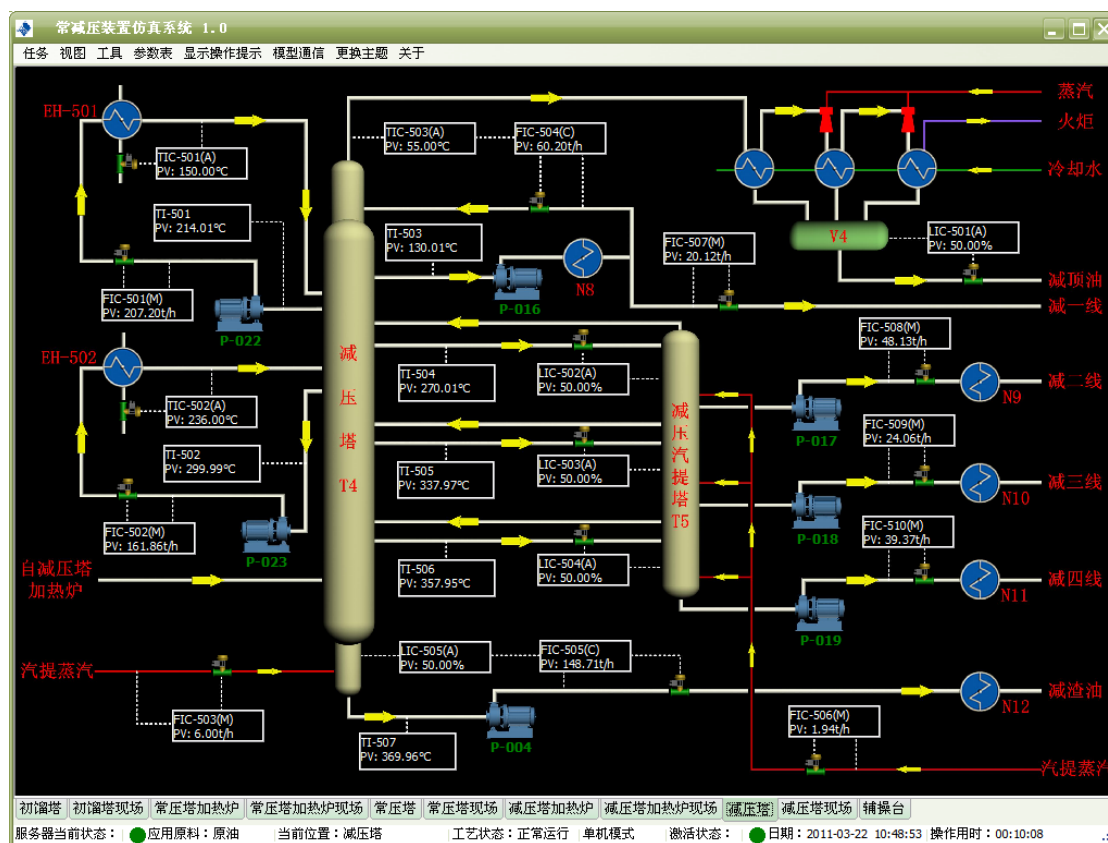 常减压装置仿真系统 1.0
任务 视图 工具 参数表 显示操作提示 模型通信 更换主题 关于
EH-501
TIC-501(A)
PV: 150.00℃
TI-501
PV: 214.01℃
FIC-501(M)
PV: 207.20t/h
P-022
EH-502
TIC-502(A)
PV: 236.00℃
TI-502
PV: 299.99℃
FIC-502(M)
PV: 161.86t/h
P-023
自减压塔
加热炉
汽提蒸汽
FIC-503(M)
PV: 6.00t/h
减
压
塔
T4
TIC-503(A)
PV: 55.00℃
FIC-504(C)
PV: 60.20t/h
TI-503
PV: 130.01℃
P-016
N8
TI-504
PV: 270.01℃
LIC-502(A)
PV: 50.00%
TI-505
PV: 337.97℃
LIC-503(A)
PV: 50.00%
TI-506
PV: 357.95℃
LIC-504(A)
PV: 50.00%
LIC-505(A)
PV: 50.00%
FIC-505(C)
PV: 148.71t/h
TI-507
PV: 369.96℃
P-004
减
压
汽
提
塔
T5
蒸汽
火炬
冷却水
V4
LIC-501(A)
PV: 50.00%
减顶油
FIC-507(M)
PV: 20.12t/h
减一线
FIC-508(M)
PV: 48.13t/h
P-017
N9
减二线
FIC-509(M)
PV: 24.06t/h
P-018
N10
减三线
FIC-510(M)
PV: 39.37t/h
P-019
N11
减四线
N12
减渣油
FIC-506(M)
PV: 1.94t/h
汽提蒸汽
初馏塔 初馏塔现场 常压塔加热炉 常压塔加热炉现场 常压塔 常压塔现场 减压塔加热炉 减压塔加热炉现场 减压塔 减压塔现场 辅操台
服务器当前状态： 应用原料：原油 当前位置：减压塔 工艺状态：正常运行 单机模式 激活状态： 日期：2011-03-22 10:48:53 操作用时：00:10:08